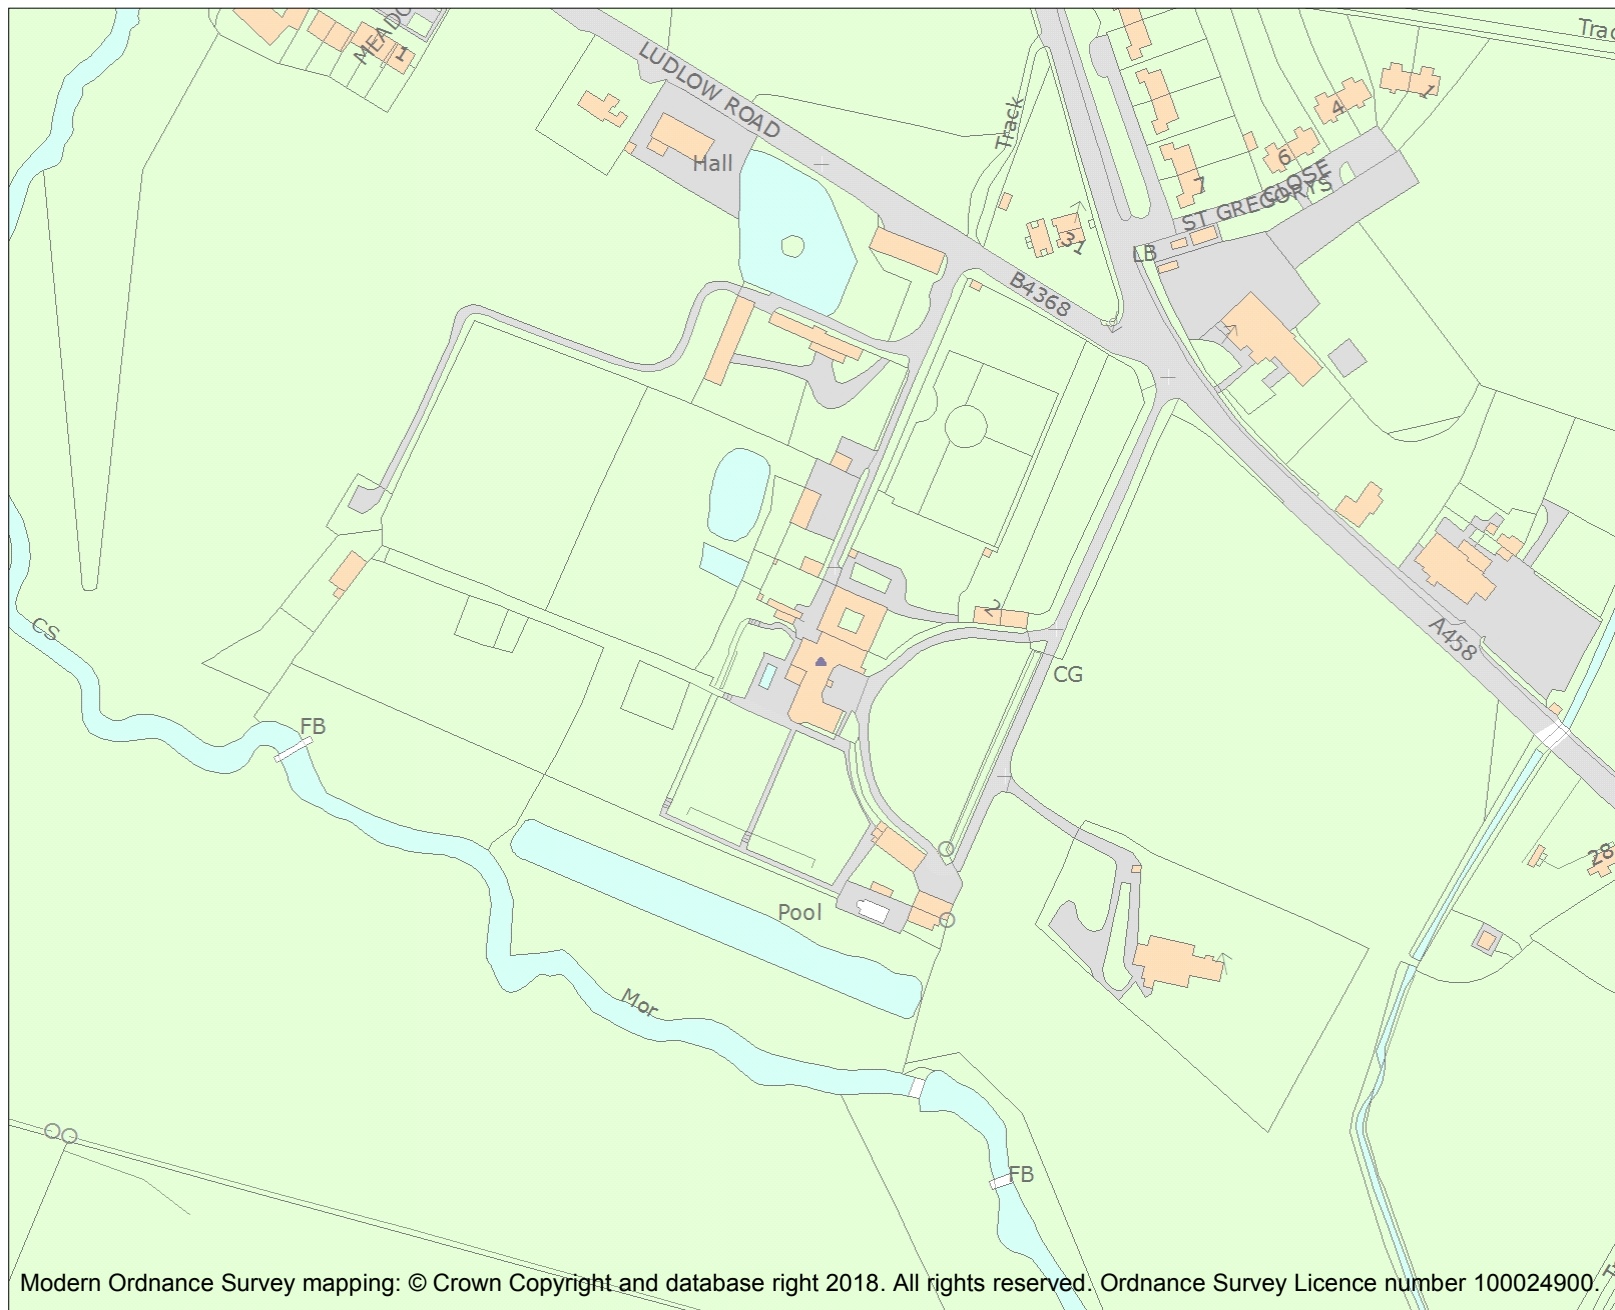 MEADO
1
LUDLOW ROAD
Trac
Track
4
1
6
7
Hall
ST GREGORYS
CLOSE
31
LB
B4368
2
CS
A458
CG
FB
28
Pool
Mor
FB
Modern Ordnance Survey mapping: © Crown Copyright and database right 2018. All rights reserved. Ordnance Survey Licence number 100024900.